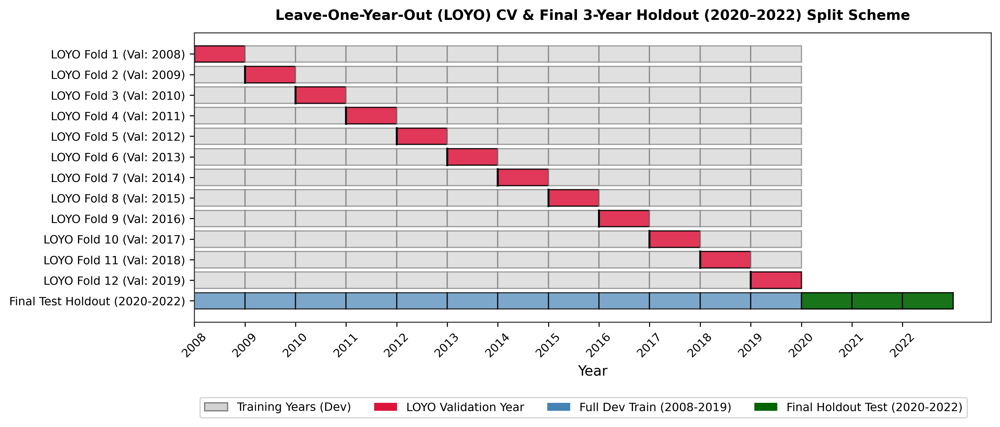 Leave-One-Year-Out (LOYO) CV & Final 3-Year Holdout (2020–2022) Split Scheme
LOYO Fold 1 (Val: 2008)
LOYO Fold 2 (Val: 2009)
LOYO Fold 3 (Val: 2010)
LOYO Fold 4 (Val: 2011)
LOYO Fold 5 (Val: 2012)
LOYO Fold 6 (Val: 2013)
LOYO Fold 7 (Val: 2014)
LOYO Fold 8 (Val: 2015)
LOYO Fold 9 (Val: 2016)
LOYO Fold 10 (Val: 2017)
LOYO Fold 11 (Val: 2018)
LOYO Fold 12 (Val: 2019)
Final Test Holdout (2020-2022)
2008 2009 2010 2011 2012 2013 2014 2015 2016 2017 2018 2019 2020 2021 2022
Year
Training Years (Dev) LOYO Validation Year Full Dev Train (2008-2019) Final Holdout Test (2020-2022)